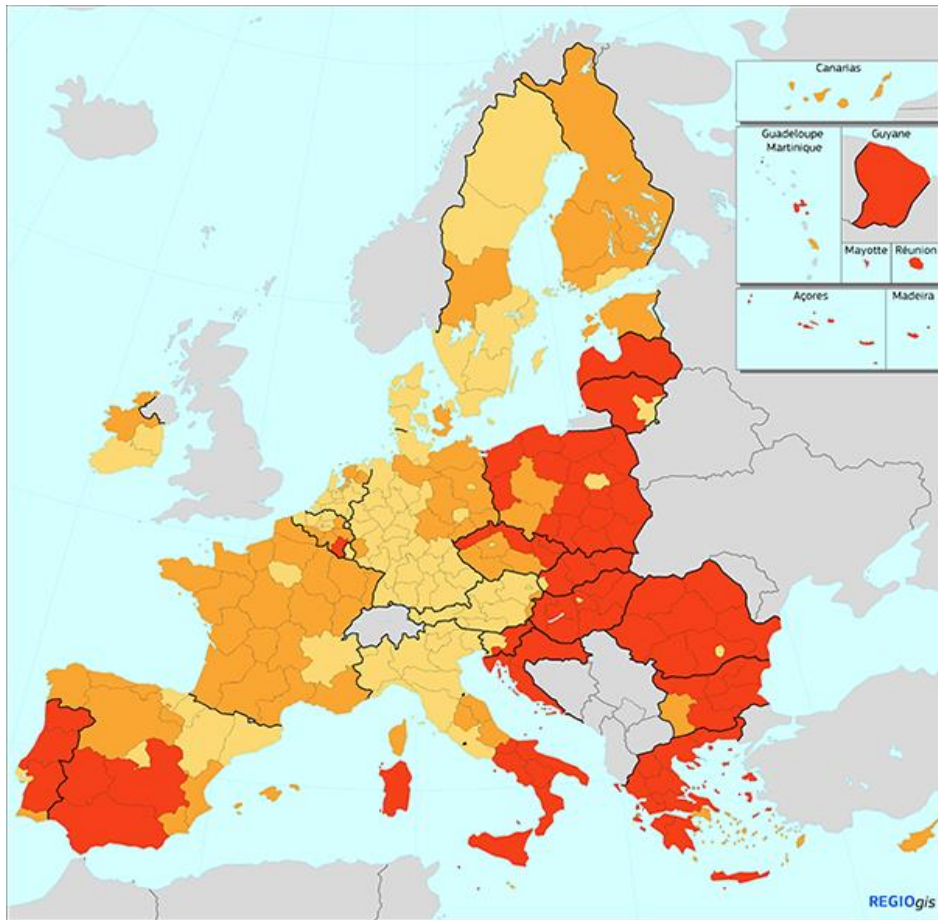 Canarias
Guadeloupe
Martinique
Guyane
Mayotte
Réunion
Açores
Madeira
REGIOgis